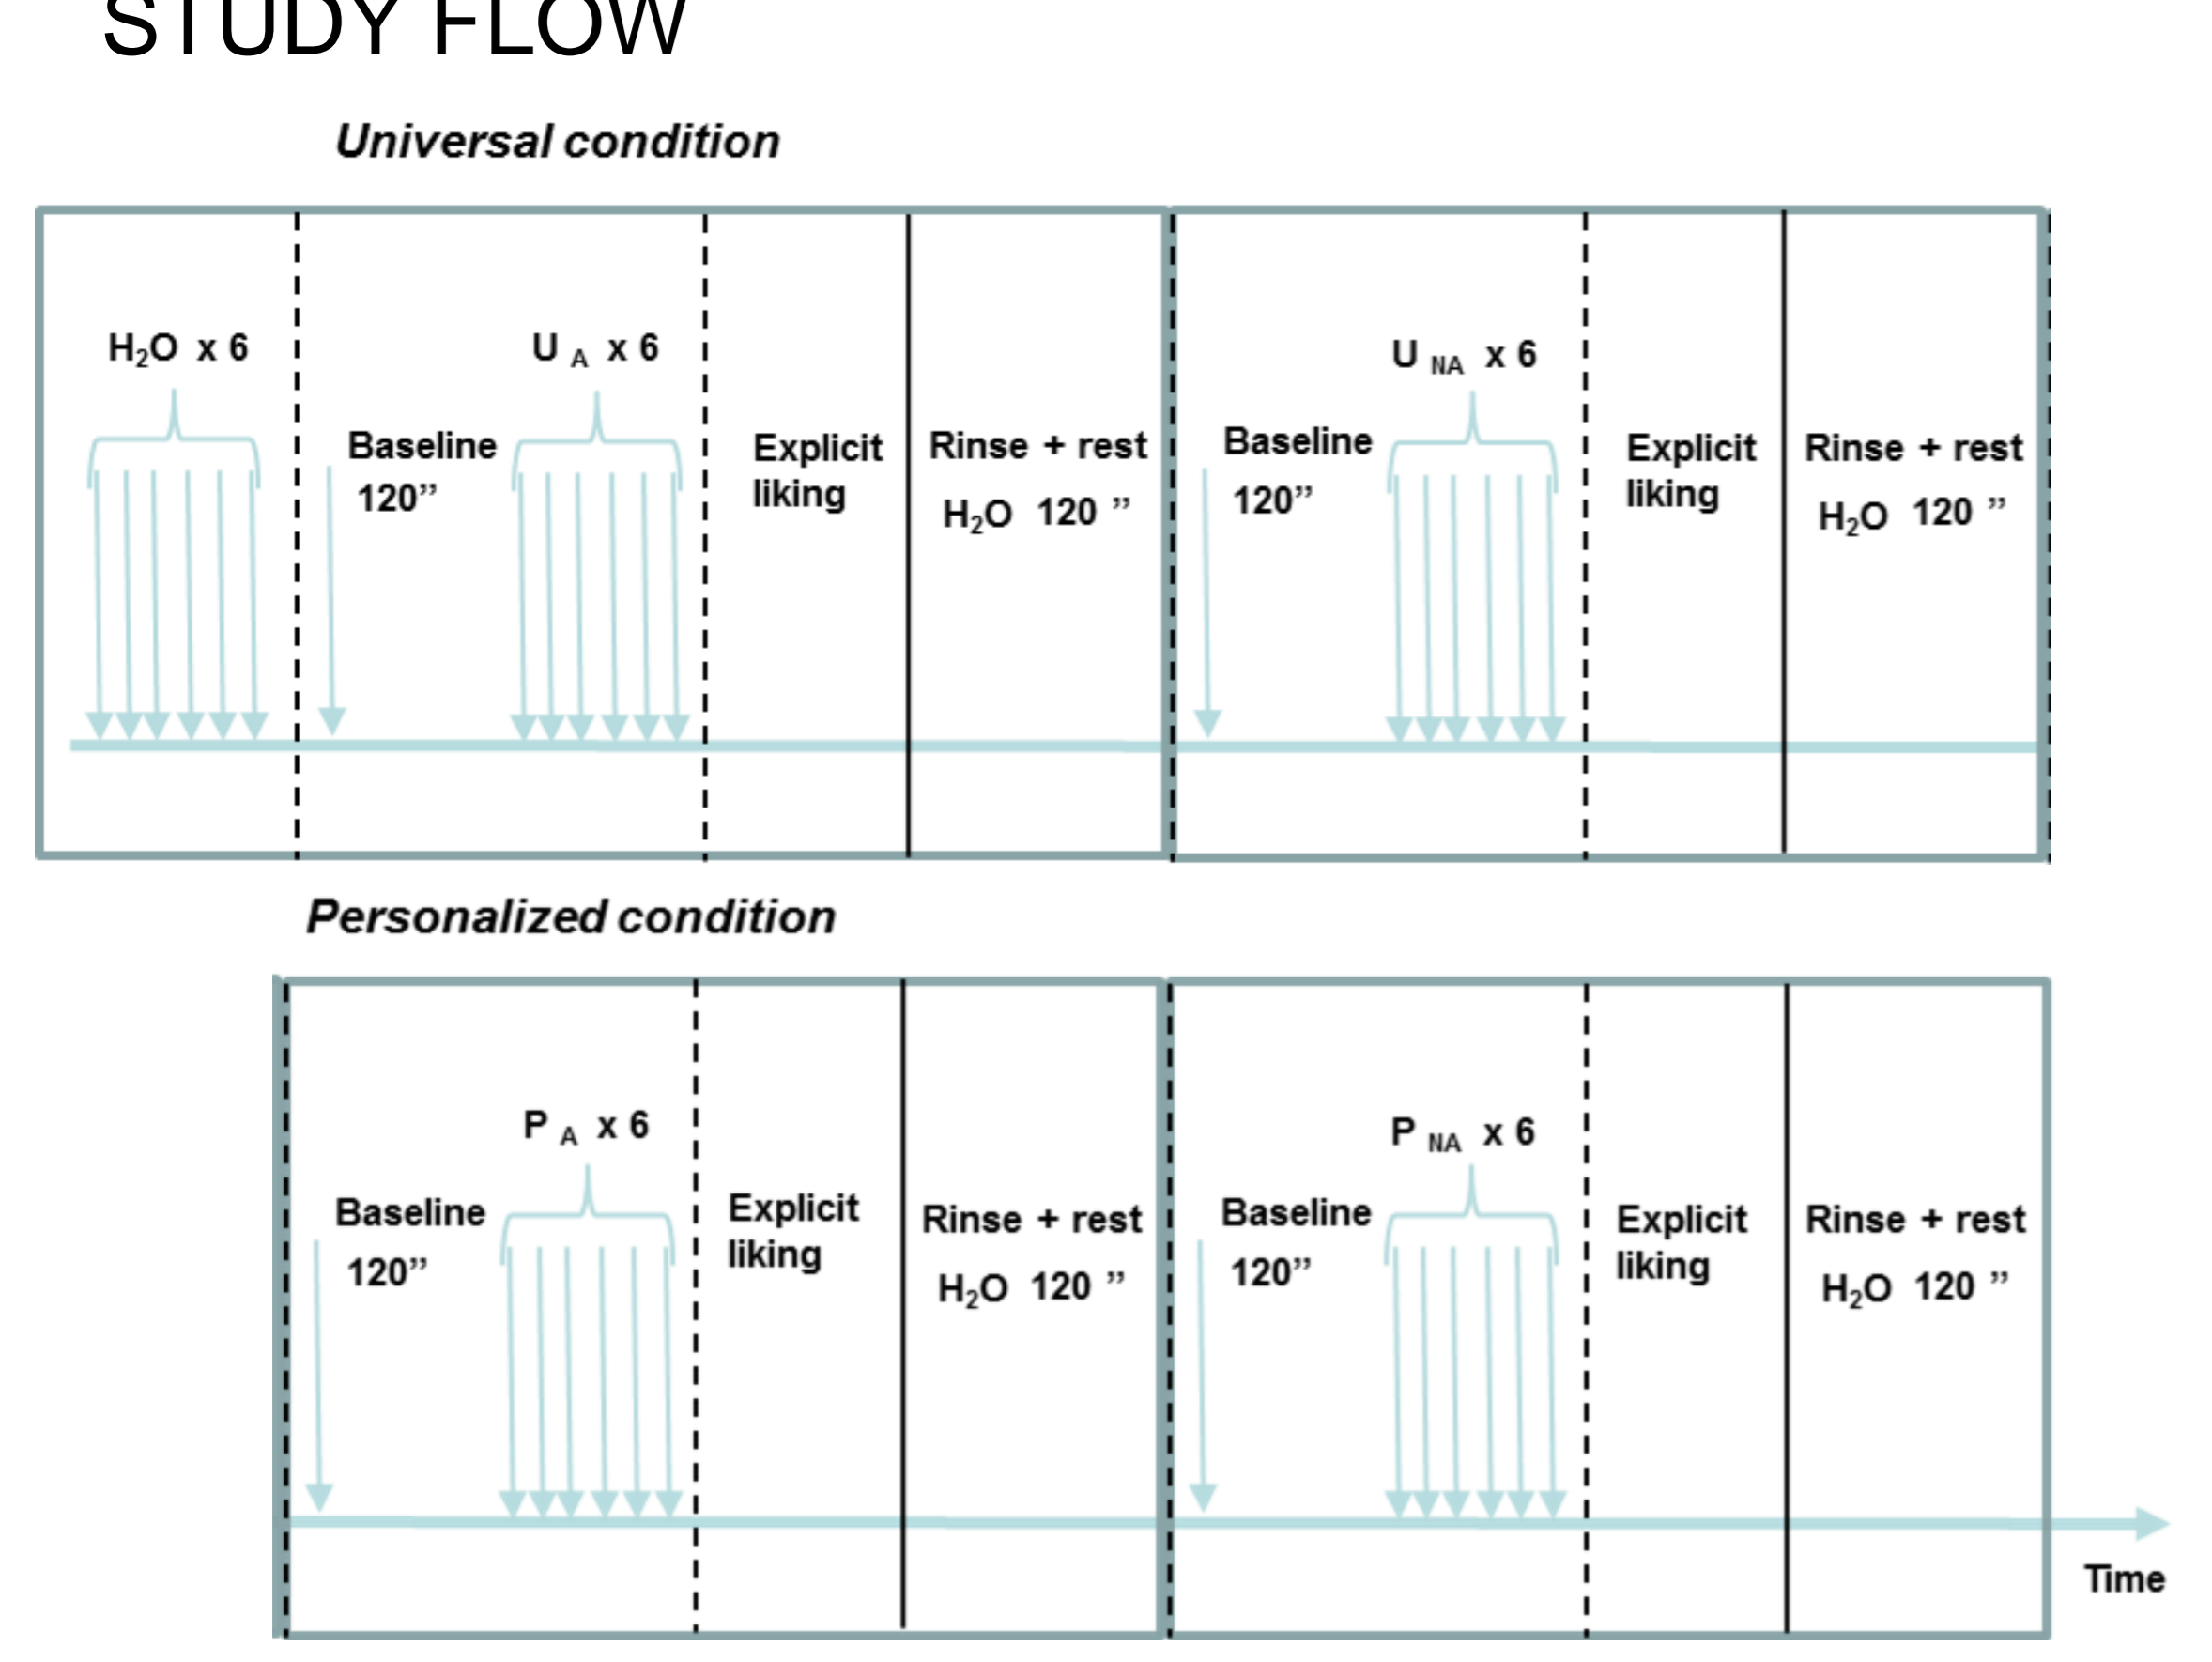 STUDY FLOW
Universal condition
H₂O x 6
Baseline
120”
U A x 6
Explicit
liking
Rinse + rest
H₂O 120 ”
Baseline
120”
U NA x 6
Explicit
liking
Rinse + rest
H₂O 120 ”
Personalized condition
Baseline
120”
P A x 6
Explicit
liking
Rinse + rest
H₂O 120 ”
Baseline
120”
P NA x 6
Explicit
liking
Rinse + rest
H₂O 120 ”
Time